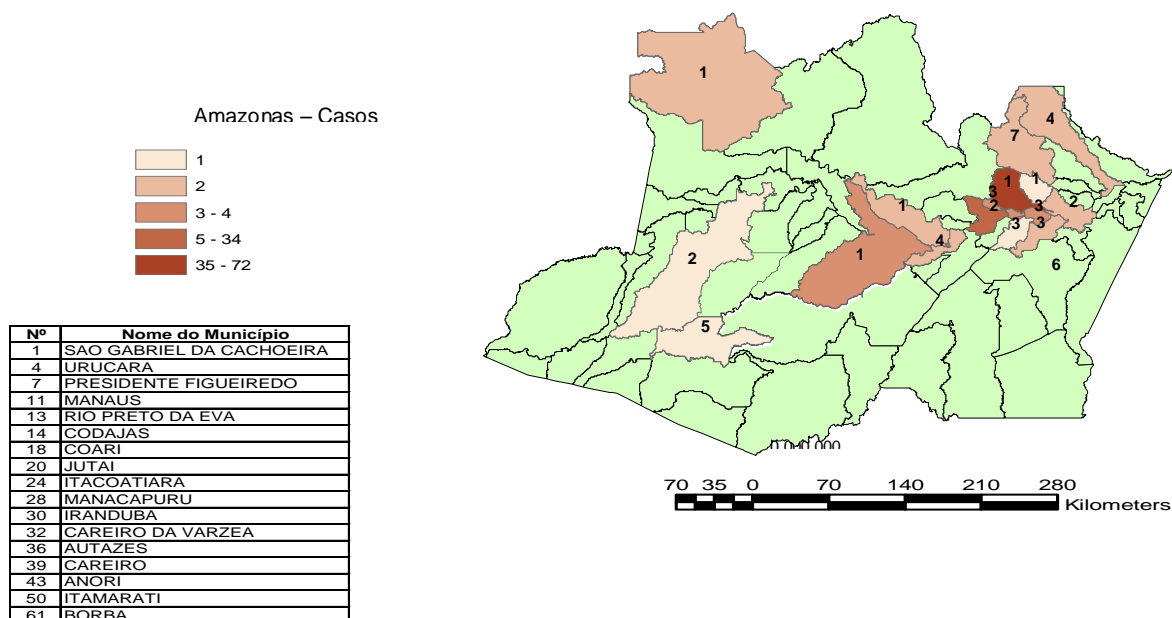 Amazonas – Casos
1
2
3 - 4
5 - 34
35 - 72
Nº Nome do Município
1 SAO GABRIEL DA CACHOEIRA
4 URUCARA
7 PRESIDENTE FIGUEIREDO
11 MANAUS
13 RIO PRETO DA EVA
14 CODAJAS
18 COARI
20 JUTAI
24 ITACOATIARA
28 MANACAPURU
30 IRANDUBA
32 CAREIRO DA VARZEA
36 AUTAZES
39 CAREIRO
43 ANORI
50 ITAMARATI
61 BORBA
1
4
7
1 1
3
2 3 2
1 3 3
4
2 1 6
5
70 35 0 70 140 210 280
Kilometers